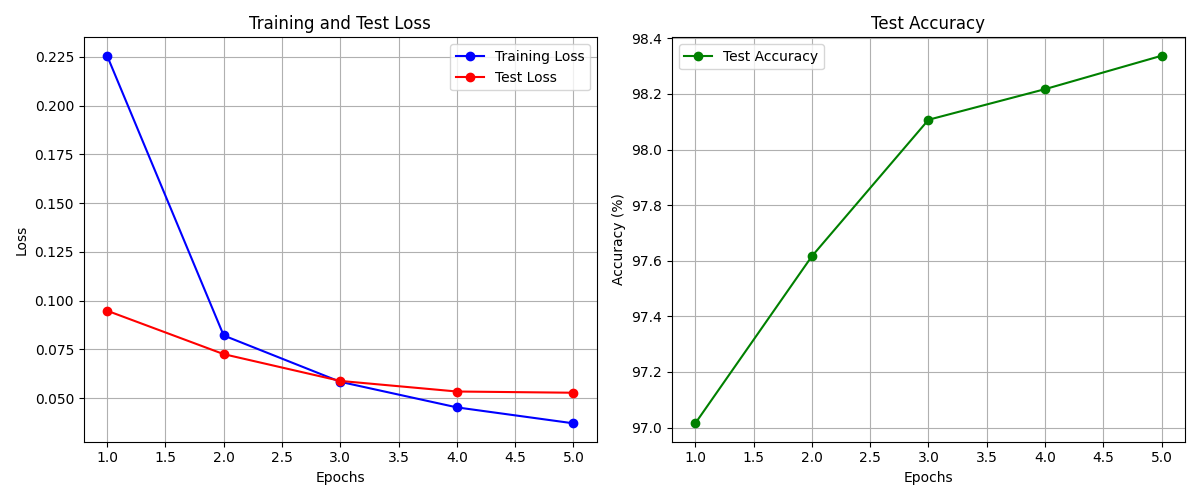 Training and Test Loss
Training Loss
Test Loss
0.225
0.200
0.175
0.150
0.125
0.100
0.075
0.050
Loss
1.0 1.5 2.0 2.5 3.0 3.5 4.0 4.5 5.0
Epochs
Test Accuracy
Test Accuracy
98.4
98.2
98.0
97.8
97.6
97.4
97.2
97.0
Accuracy (%)
1.0 1.5 2.0 2.5 3.0 3.5 4.0 4.5 5.0
Epochs